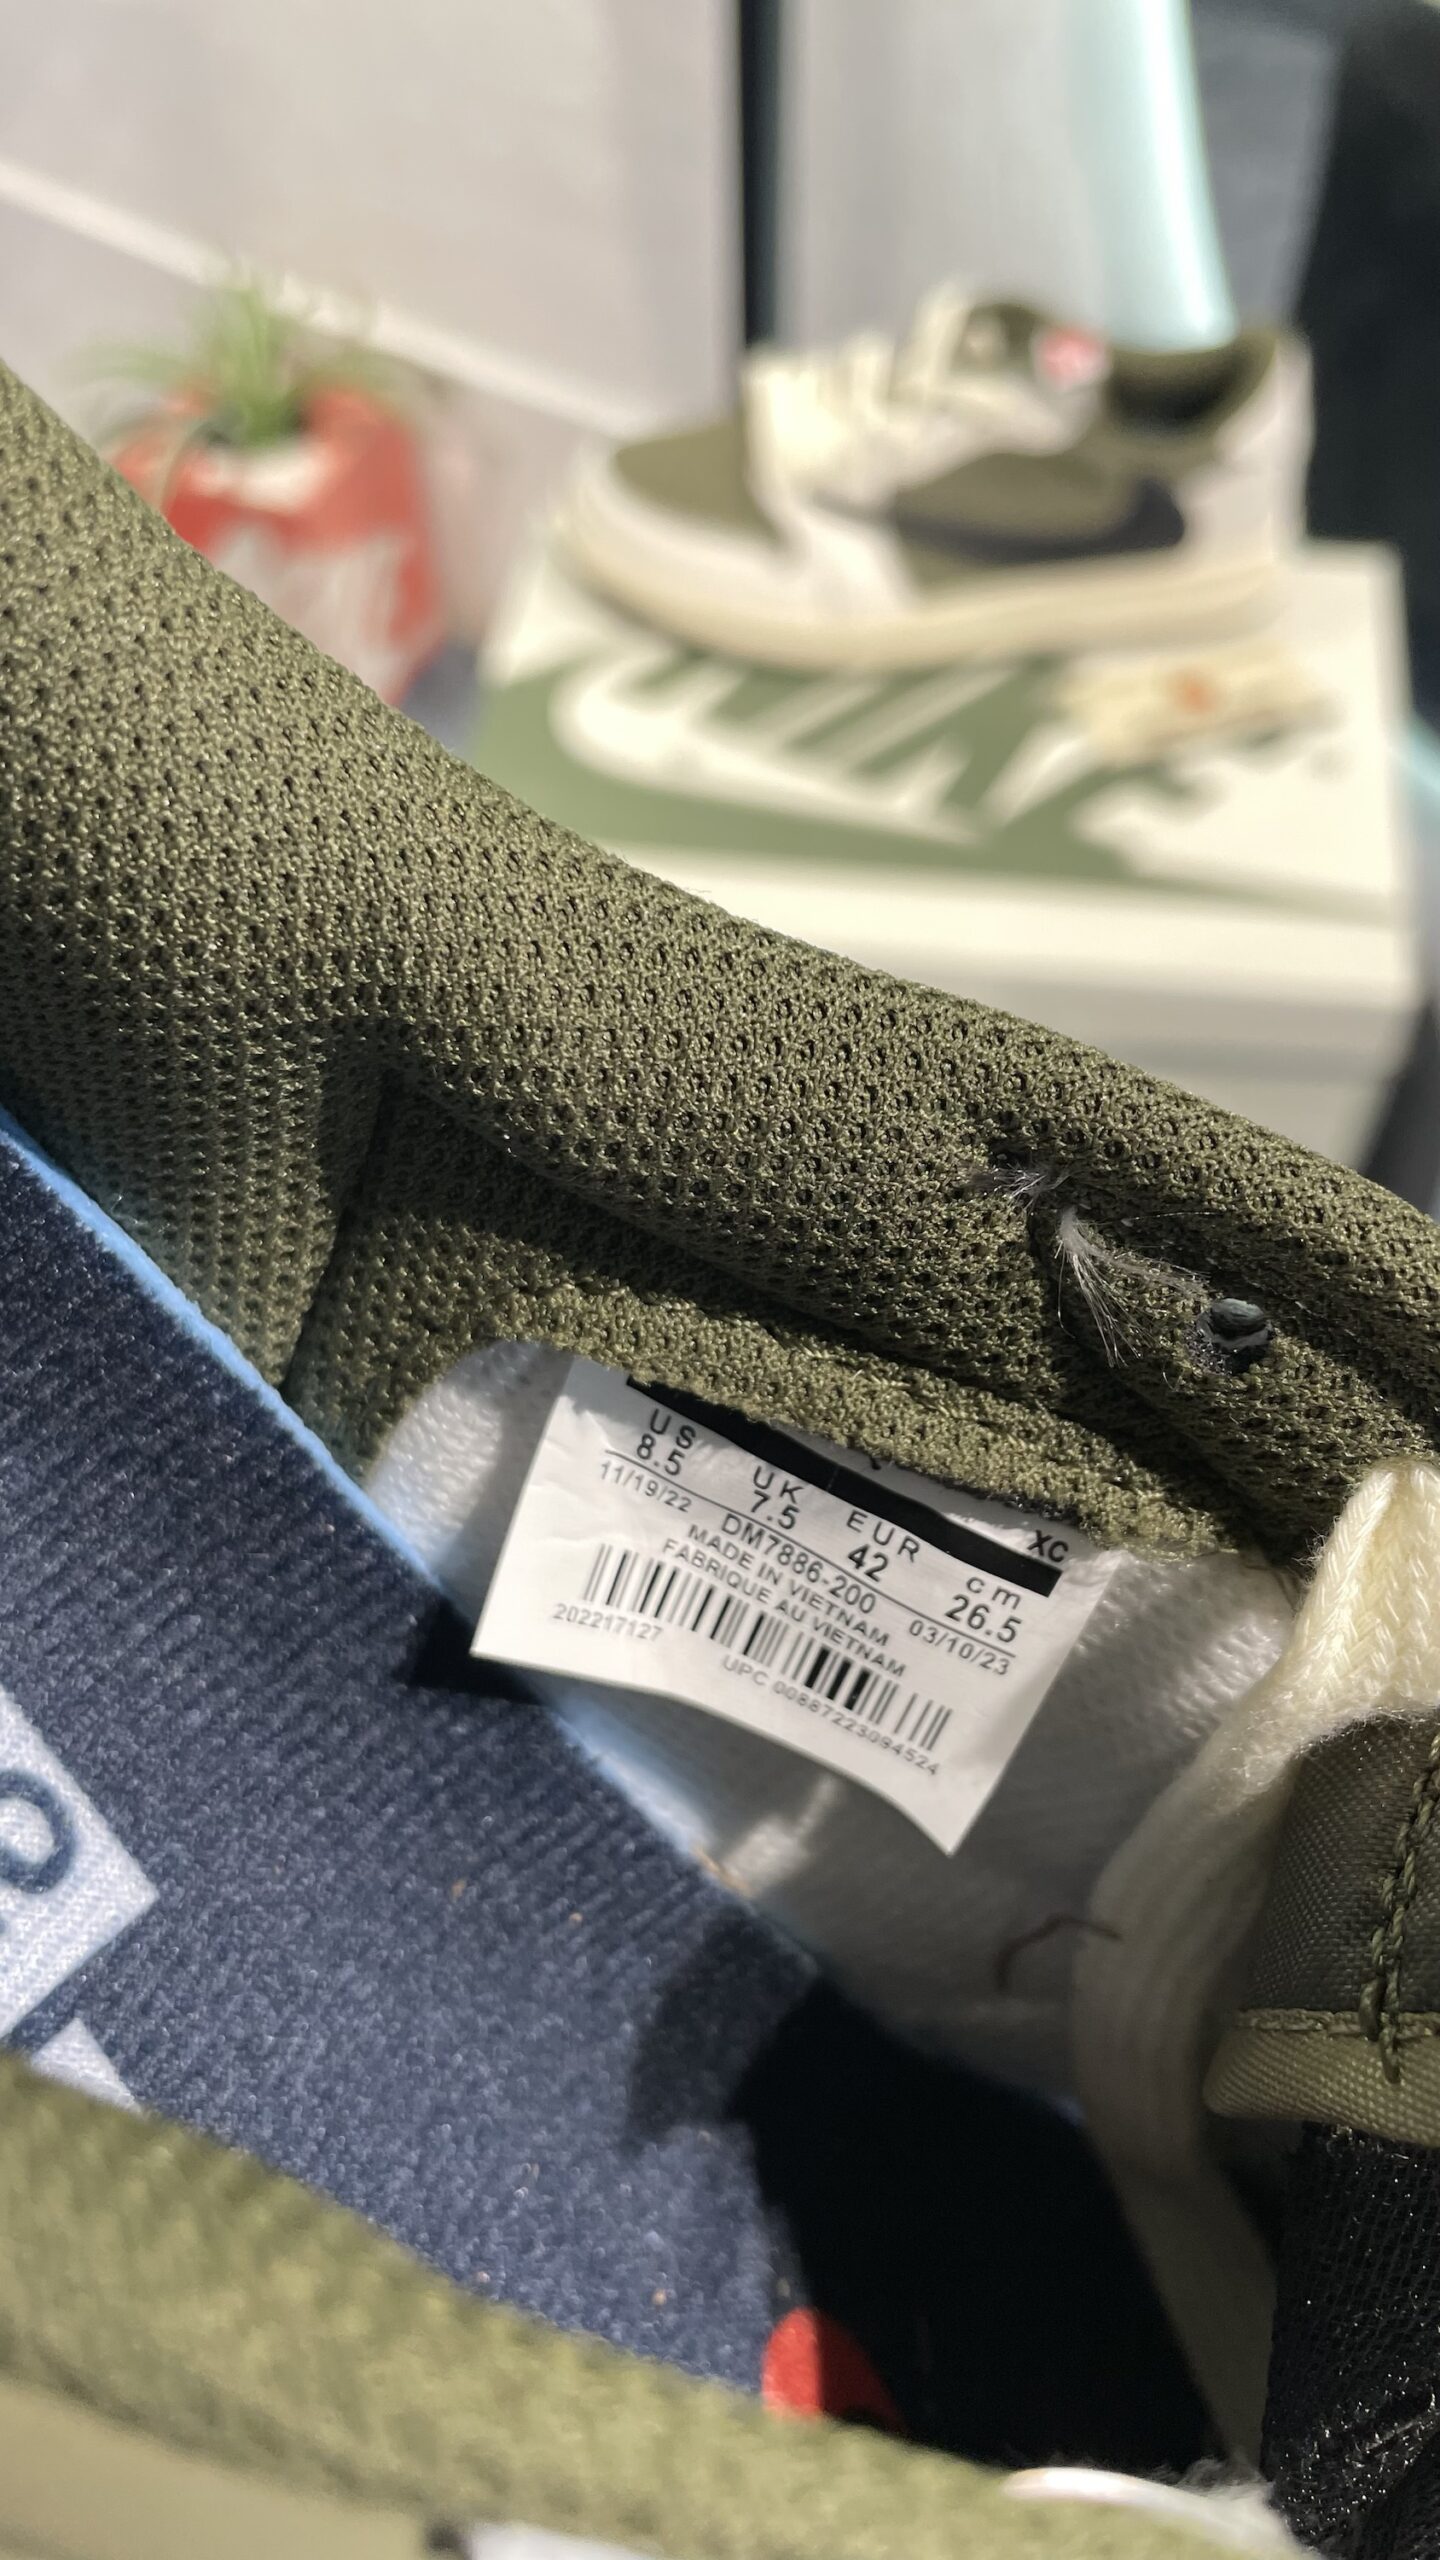 XC
US UK EUR cm
8.5 7.5 42 26.5
11/19/22 DM7886-200 03/10/23
MADE IN VIETNAM
FABRIQUE AU VIETNAM
202217127
UPC 00887223094524